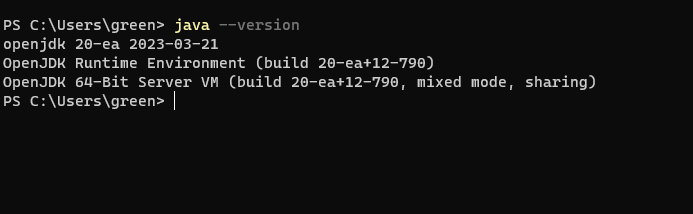 PS C:\Users\green> java --version
openjdk 20-ea 2023-03-21
OpenJDK Runtime Environment (build 20-ea+12-790)
OpenJDK 64-Bit Server VM (build 20-ea+12-790, mixed mode, sharing)
PS C:\Users\green>